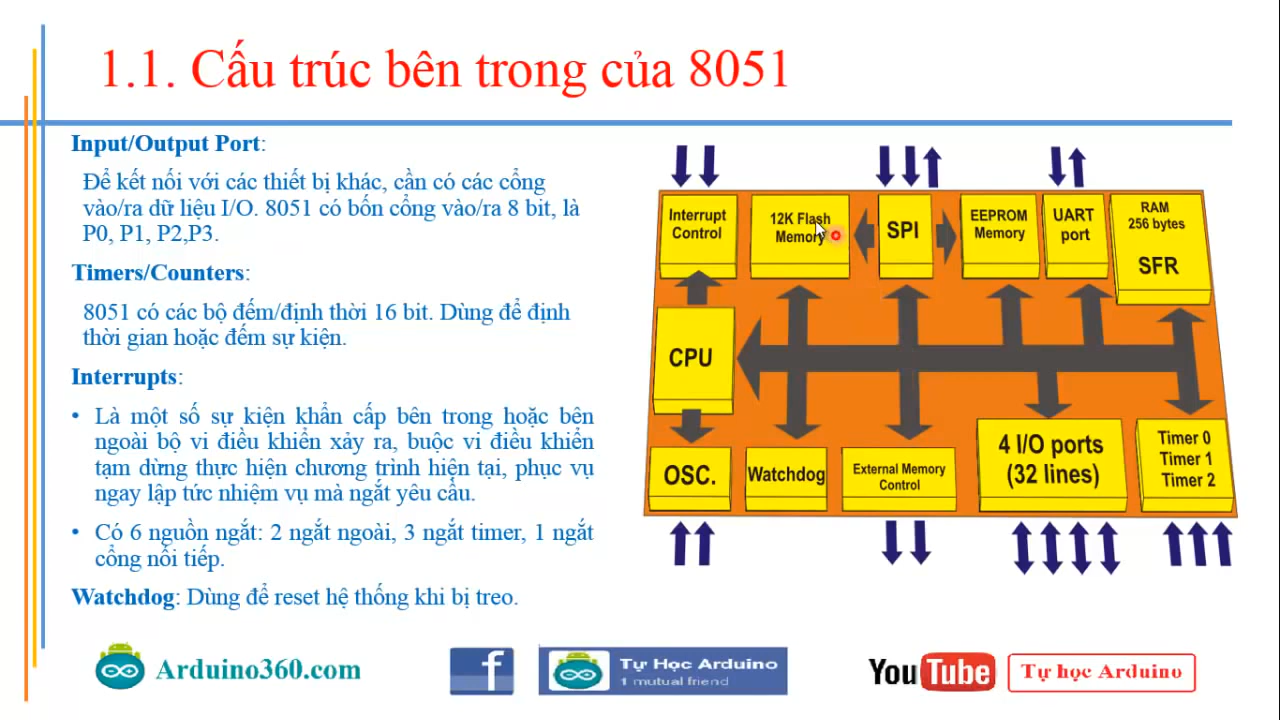 1.1. Cấu trúc bên trong của 8051
Input/Output Port:
Để kết nối với các thiết bị khác, cần có các cổng
vào/ra dữ liệu I/O. 8051 có bốn cổng vào/ra 8 bit, là
P0, P1, P2,P3.
Timers/Counters:
8051 có các bộ đếm/định thời 16 bit. Dùng để định
thời gian hoặc đếm sự kiện.
Interrupts:
• Là một số sự kiện khẩn cấp bên trong hoặc bên
ngoài bộ vi điều khiển xảy ra, buộc vi điều khiển
tạm dừng thực hiện chương trình hiện tại, phục vụ
ngay lập tức nhiệm vụ mà ngắt yêu cầu.
• Có 6 nguồn ngắt: 2 ngắt ngoài, 3 ngắt timer, 1 ngắt
cổng nối tiếp.
Watchdog: Dùng để reset hệ thống khi bị treo.
Interrupt
Control
12K Flash
Memory
SPI
EEPROM
Memory
UART
port
RAM
256 bytes
SFR
CPU
OSC.
Watchdog
External Memory
Control
4 I/O ports
(32 lines)
Timer 0
Timer 1
Timer 2
Arduino360.com
f
Tự Học Arduino
1 mutual friend
YouTube
Tự học Arduino